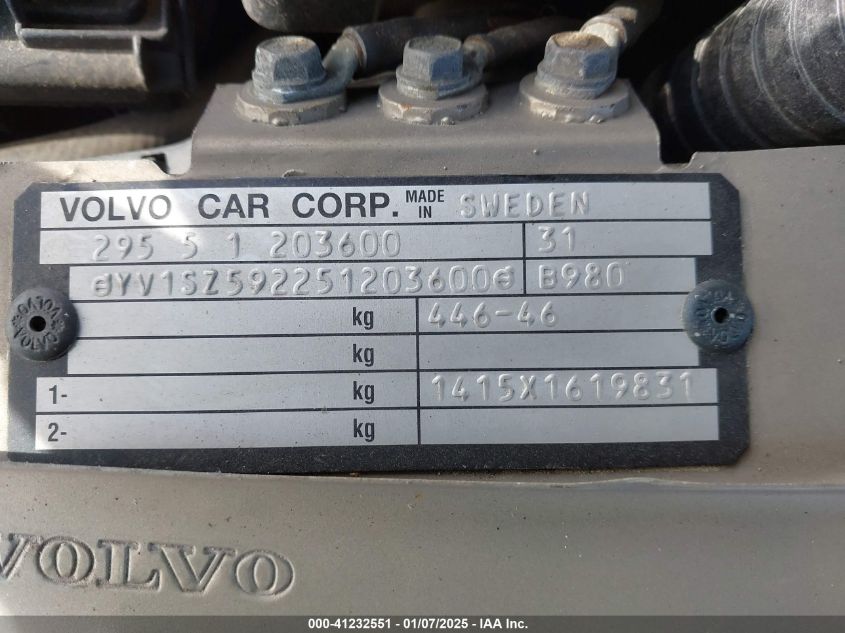 VOLVO CAR CORP. MADE IN SWEDEN
295 5 1 203600 31
YV1SZ592251203600 B980
kg 446-46
kg
1- kg 1415X1619831
2- kg
VOLVO
000-41232551 | 01/07/2025 - IAA Inc.